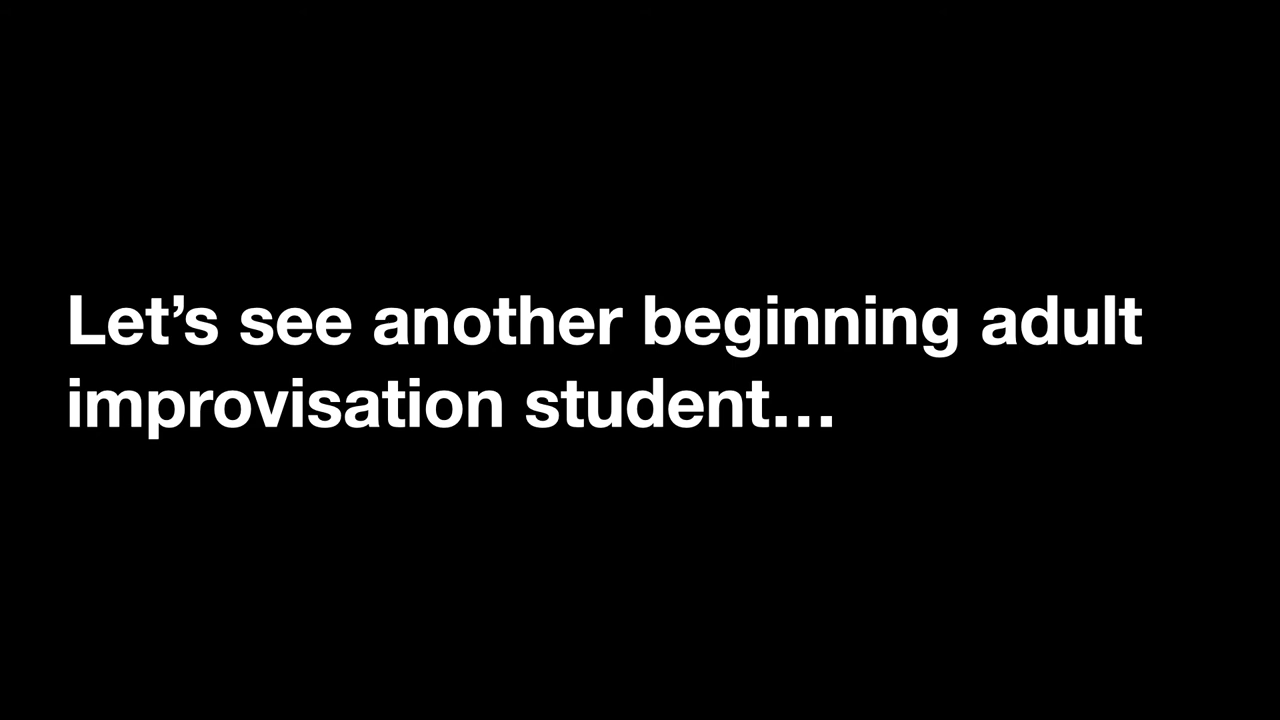 Let’s see another beginning adult
improvisation student…